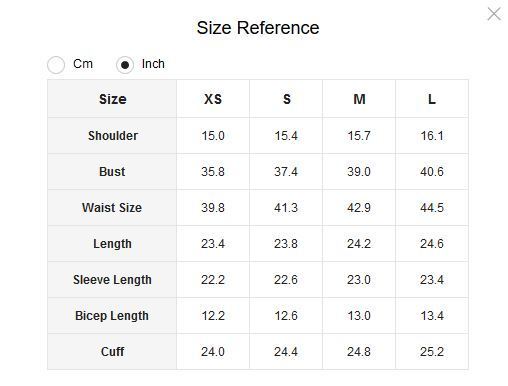 Size Reference
Cm Inch
Size XS S M L
Shoulder 15.0 15.4 15.7 16.1
Bust 35.8 37.4 39.0 40.6
Waist Size 39.8 41.3 42.9 44.5
Length 23.4 23.8 24.2 24.6
Sleeve Length 22.2 22.6 23.0 23.4
Bicep Length 12.2 12.6 13.0 13.4
Cuff 24.0 24.4 24.8 25.2